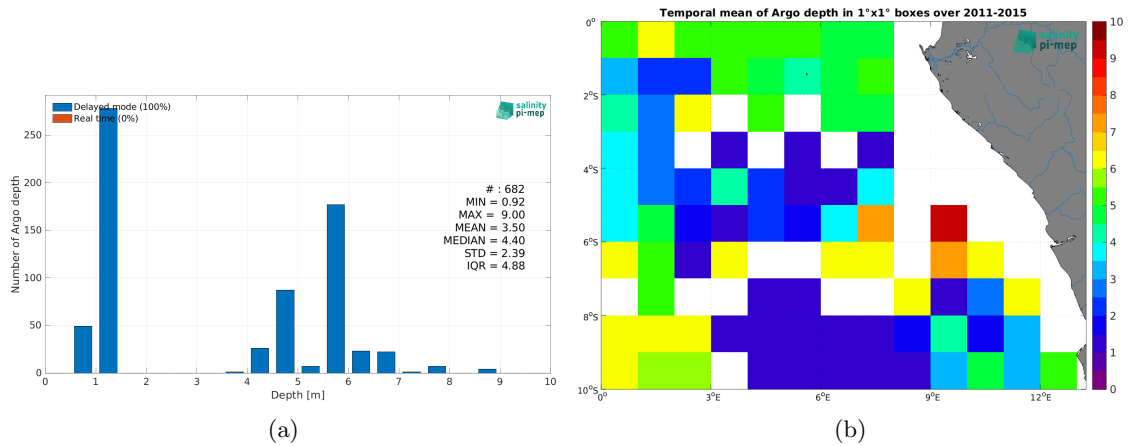 Delayed mode (100%)
Real time (0%)
salinity
pi-mep
# : 682
MIN = 0.92
MAX = 9.00
MEAN = 3.50
MEDIAN = 4.40
STD = 2.39
IQR = 4.88
Number of Argo depth
250
200
150
100
50
0
0 1 2 3 4 5 6 7 8 9 10
Depth [m]
(a)
Temporal mean of Argo depth in 1°x1° boxes over 2011-2015
salinity
pi-mep
0°
2°S
4°S
6°S
8°S
10°S
0° 3°E 6°E 9°E 12°E
10
9
8
7
6
5
4
3
2
1
0
(b)